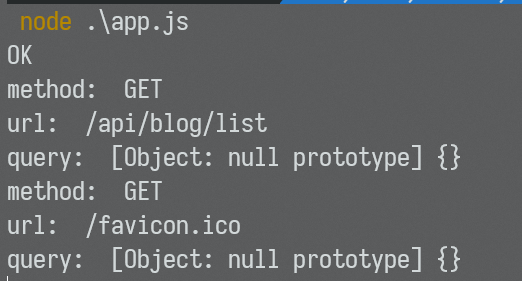 node .\app.js
OK
method:  GET
url:  /api/blog/list
query:  [Object: null prototype] {}
method:  GET
url:  /favicon.ico
query:  [Object: null prototype] {}